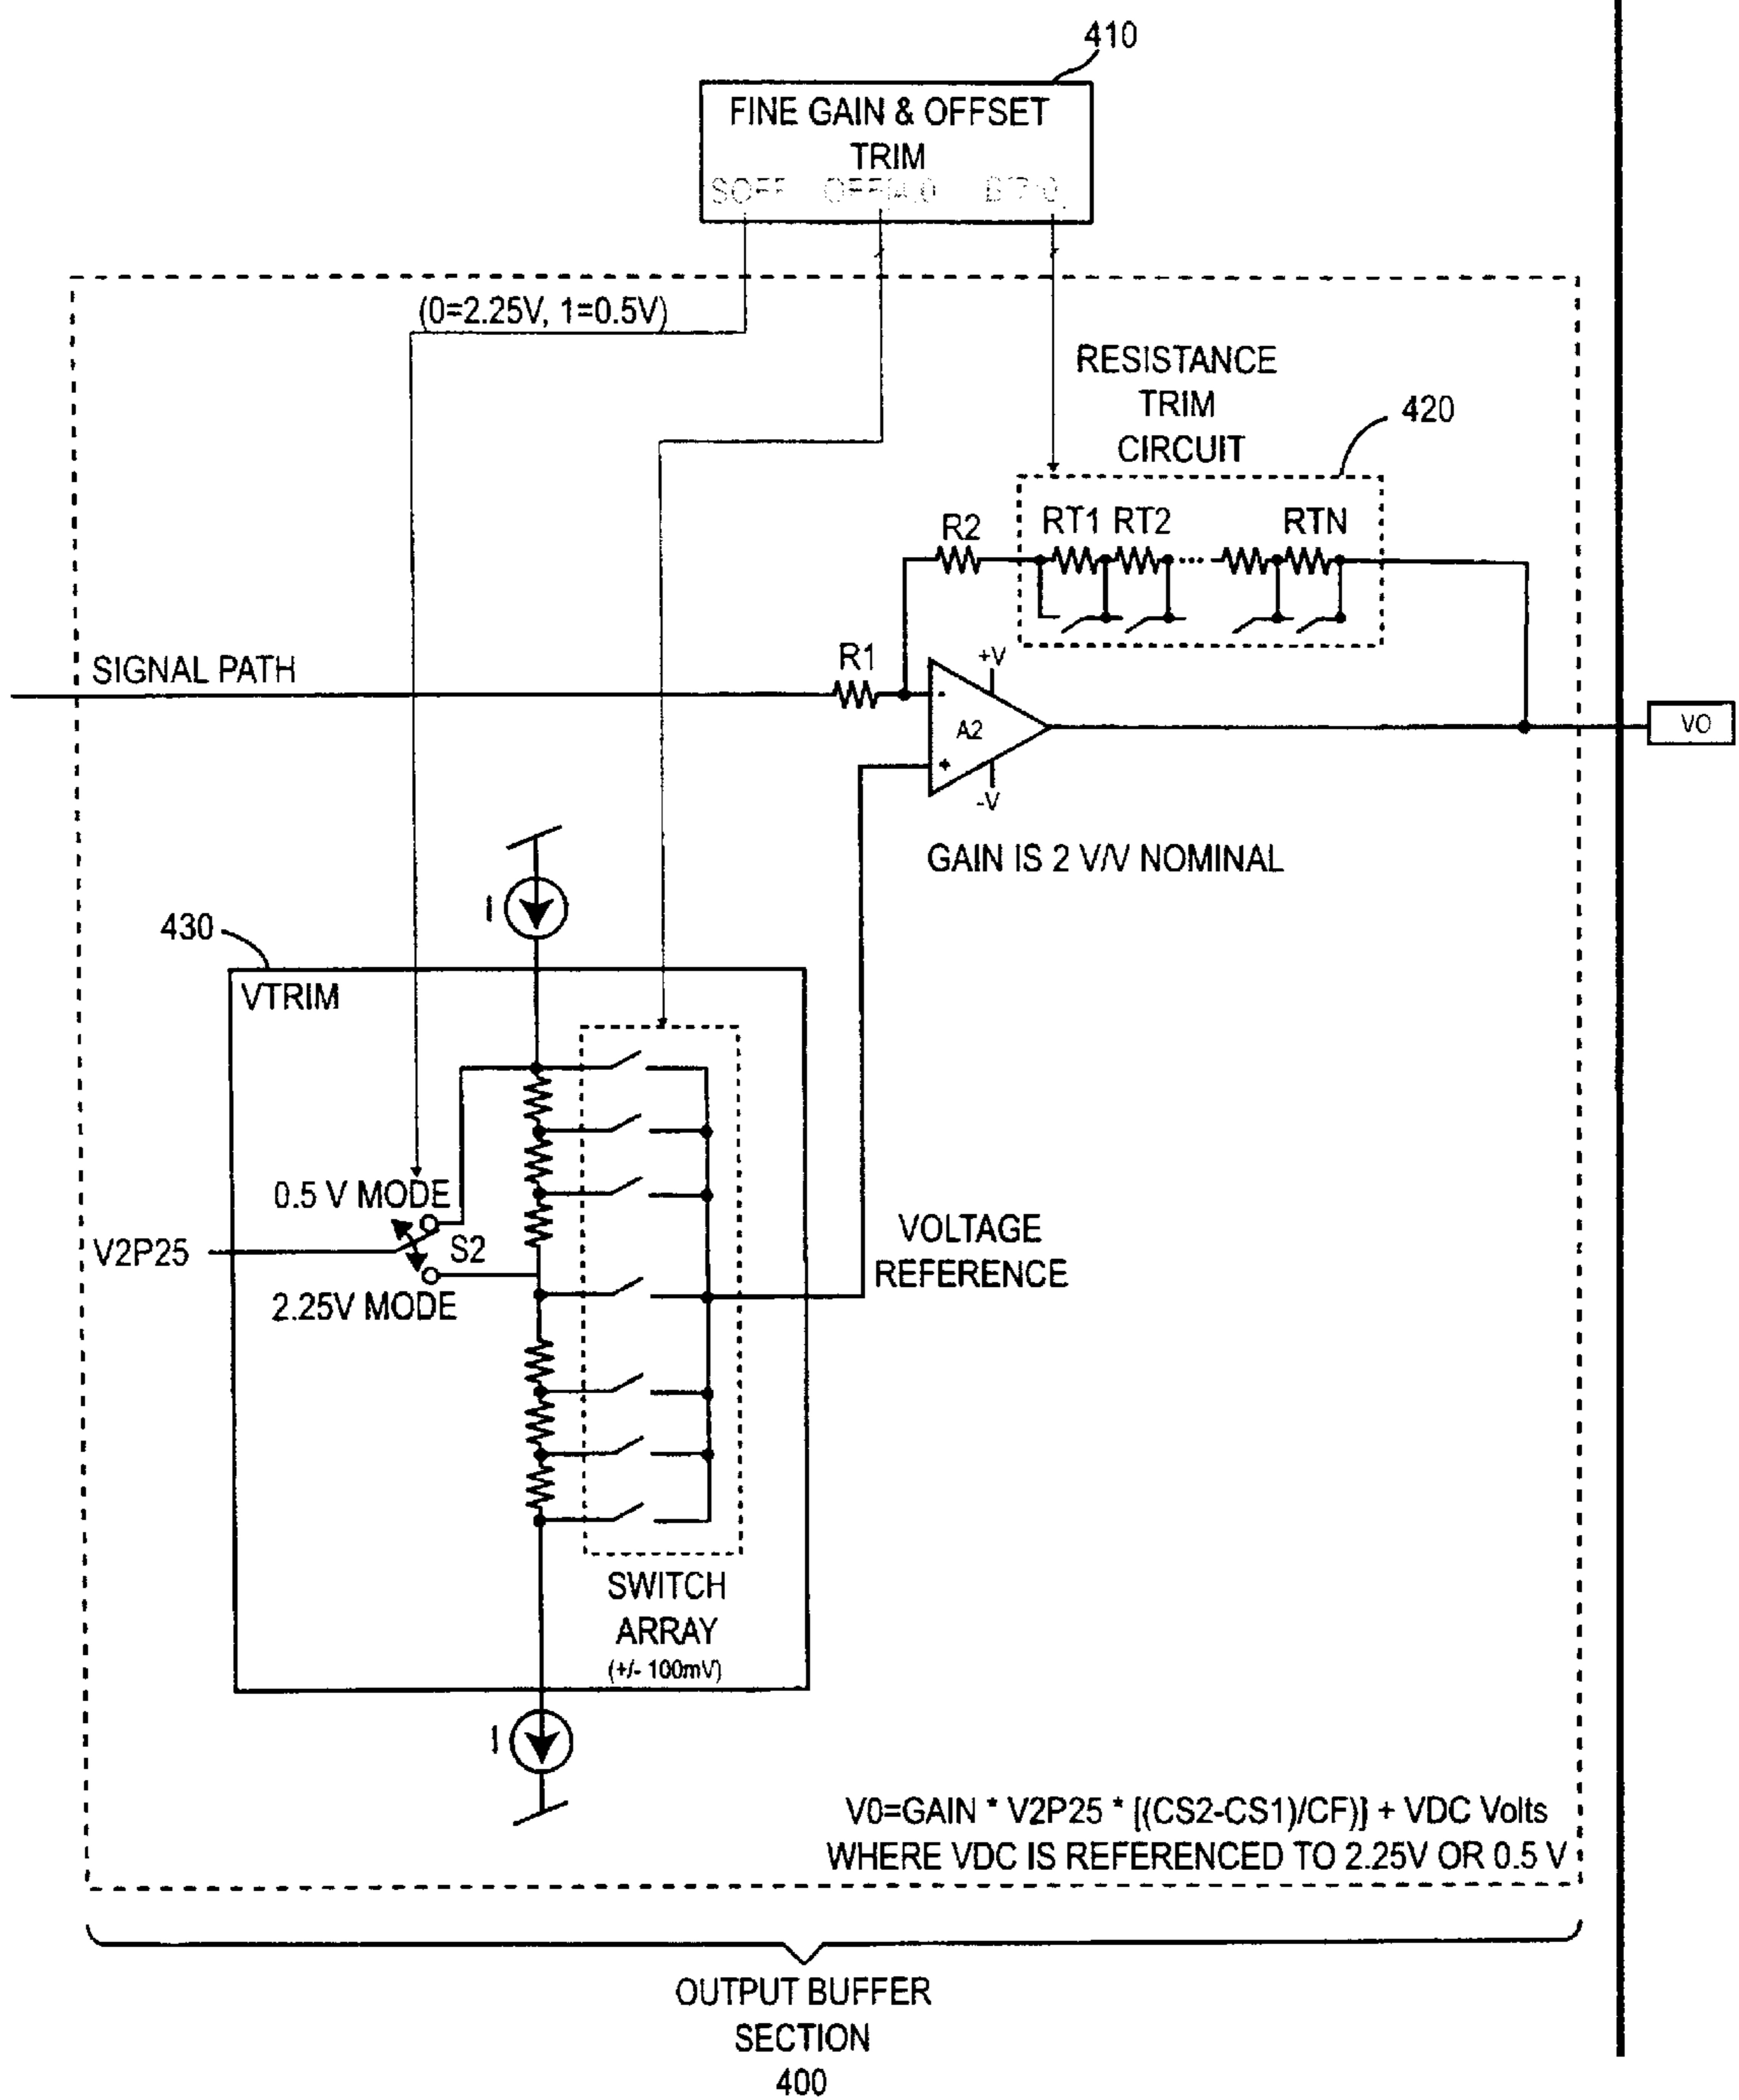 410
FINE GAIN & OFFSET
TRIM
SOFF
(0=2.25V, 1=0.5V)
RESISTANCE
TRIM
CIRCUIT
420
R2
RT1 RT2 ... RTN
SIGNAL PATH
R1
+V
-
A2
+
-V
VO
GAIN IS 2 V/V NOMINAL
I
430
VTRIM
0.5 V MODE
V2P25
S2
2.25V MODE
VOLTAGE
REFERENCE
SWITCH
ARRAY
(+/- 100mV)
I
V0=GAIN * V2P25 * [(CS2-CS1)/CF)] + VDC Volts
WHERE VDC IS REFERENCED TO 2.25V OR 0.5 V
OUTPUT BUFFER
SECTION
400